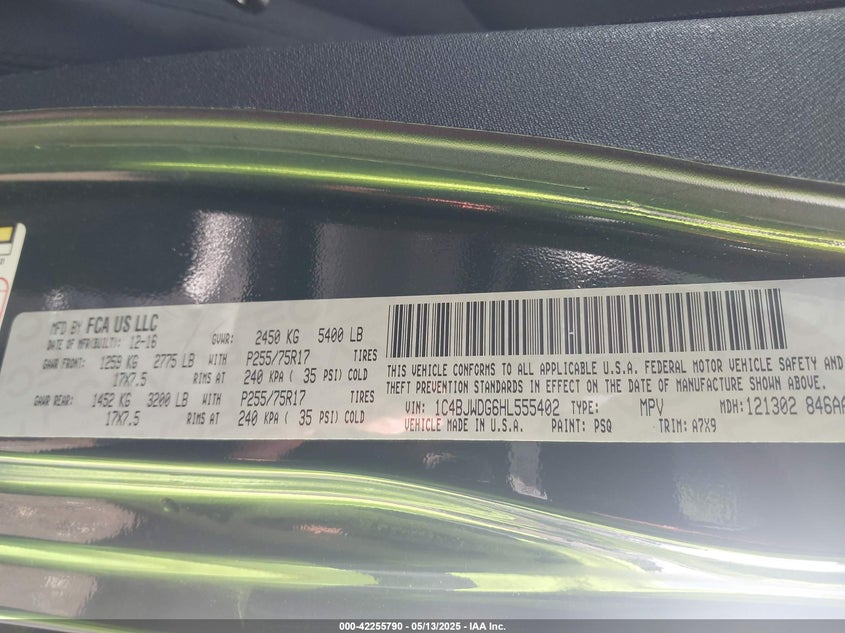 MFD BY FCA US LLC
DATE OF MFR(BUILT): 12-16 GVWR: 2450 KG 5400 LB
GAWR FRONT: 1259 KG 2775 LB WITH P255/75R17 TIRES
17X7.5 RIMS AT 240 KPA ( 35 PSI) COLD
GAWR REAR: 1452 KG 3200 LB WITH P255/75R17 TIRES
17X7.5 RIMS AT 240 KPA ( 35 PSI) COLD
THIS VEHICLE CONFORMS TO ALL APPLICABLE U.S.A. FEDERAL MOTOR VEHICLE SAFETY AND
THEFT PREVENTION STANDARDS IN EFFECT ON THE DATE OF MANUFACTURE SHOWN ABOVE.
VIN: 1C4BJWDG6HL555402 TYPE: MPV MDH: 121302 846AA
VEHICLE MADE IN U.S.A. PAINT: PSQ TRIM: A7X9
000-42255790 - 05/13/2025 - IAA Inc.